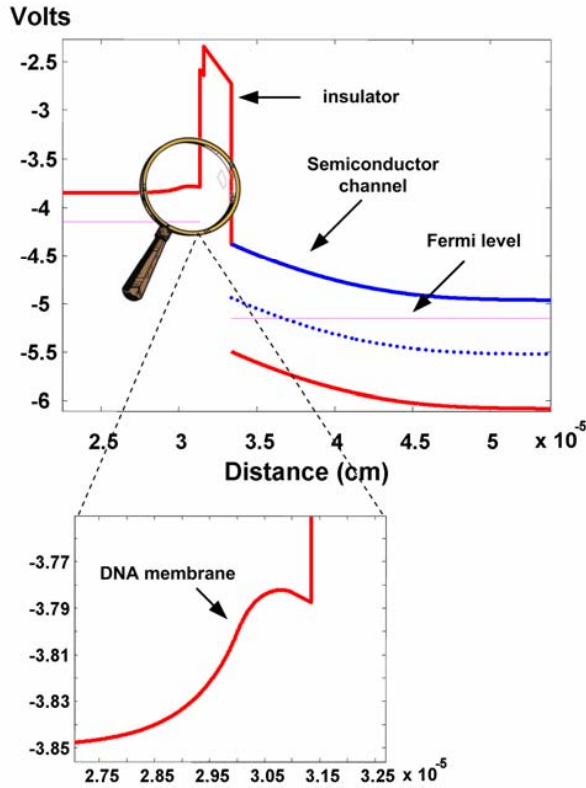 Volts
-2.5
-3
insulator
-3.5
Semiconductor
channel
-4
Fermi level
-4.5
-5
-5.5
-6
2.5 3 3.5 4 4.5 5 x 10-5
Distance (cm)
-3.77
DNA membrane
-3.79
-3.81
-3.83
-3.85
2.75 2.85 2.95 3.05 3.15 3.25 x 10-5